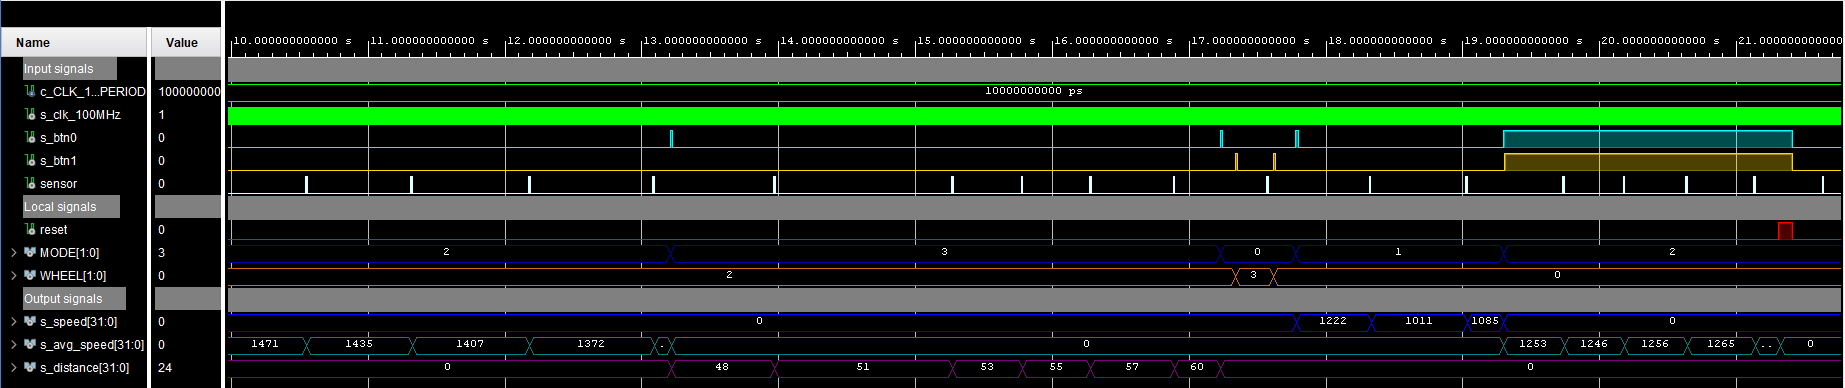 Name Value
10.000000000000 s 11.000000000000 s 12.000000000000 s 13.000000000000 s 14.000000000000 s 15.000000000000 s 16.000000000000 s 17.000000000000 s 18.000000000000 s 19.000000000000 s 20.000000000000 s 21.000000000000
Input signals
c_CLK_1...PERIOD 100000000 10000000000 ps
s_clk_100MHz 1
s_btn0 0
s_btn1 0
sensor 0
Local signals
reset 0
MODE[1:0] 3 2 3 0 1 2
WHEEL[1:0] 0 2 3 0
Output signals
s_speed[31:0] 0 0 1222 1011 1085 0
s_avg_speed[31:0] 0 1471 1435 1407 1372 . 0 1253 1246 1256 1265 .. 0
s_distance[31:0] 24 0 48 51 53 55 57 60 0